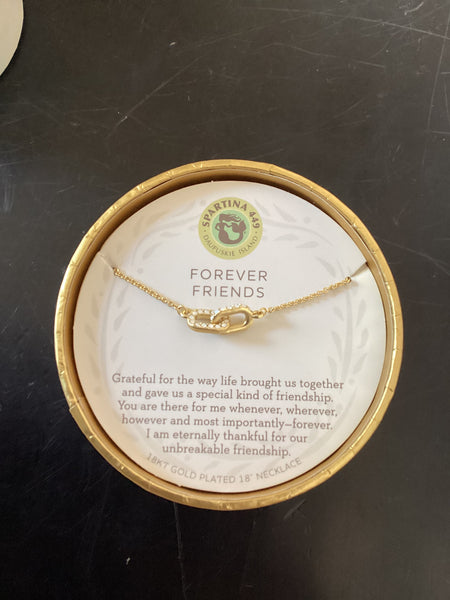 SPARTINA 449
DAUFUSKIE ISLAND
FOREVER
FRIENDS
Grateful for the way life brought us together
and gave us a special kind of friendship.
You are there for me whenever, wherever,
however and most importantly—forever.
I am eternally thankful for our
unbreakable friendship.
18KT GOLD PLATED 18" NECKLACE